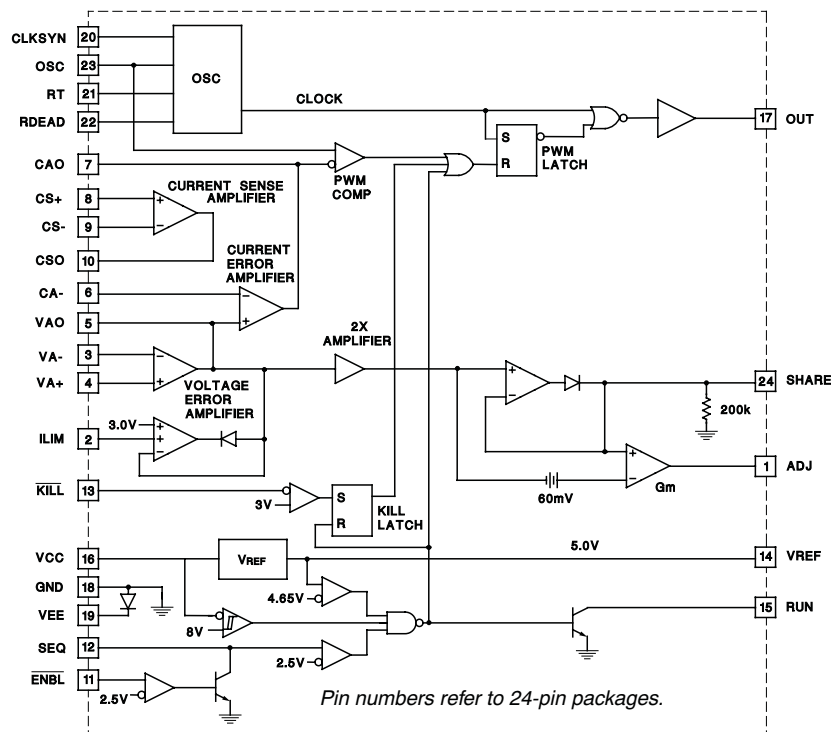 CLKSYN 20
OSC 23
RT 21
RDEAD 22
OSC
CLOCK
S
R
PWM
LATCH
17 OUT
CAO 7
PWM
COMP
CS+ 8
CS- 9
CSO 10
CURRENT SENSE
AMPLIFIER
+
−
CURRENT
ERROR
AMPLIFIER
CA- 6
VAO 5
−
+
VA- 3
VA+ 4
−
+
VOLTAGE
ERROR
AMPLIFIER
2X
AMPLIFIER
+
−
24 SHARE
200k
3.0V
ILIM 2
+
+
−
+
−
Gm
60mV
1 ADJ
KILL 13
3V
S
R
KILL
LATCH
VCC 16
VREF
5.0V
14 VREF
GND 18
VEE 19
4.65V
8V
15 RUN
SEQ 12
2.5V
ENBL 11
2.5V
Pin numbers refer to 24-pin packages.